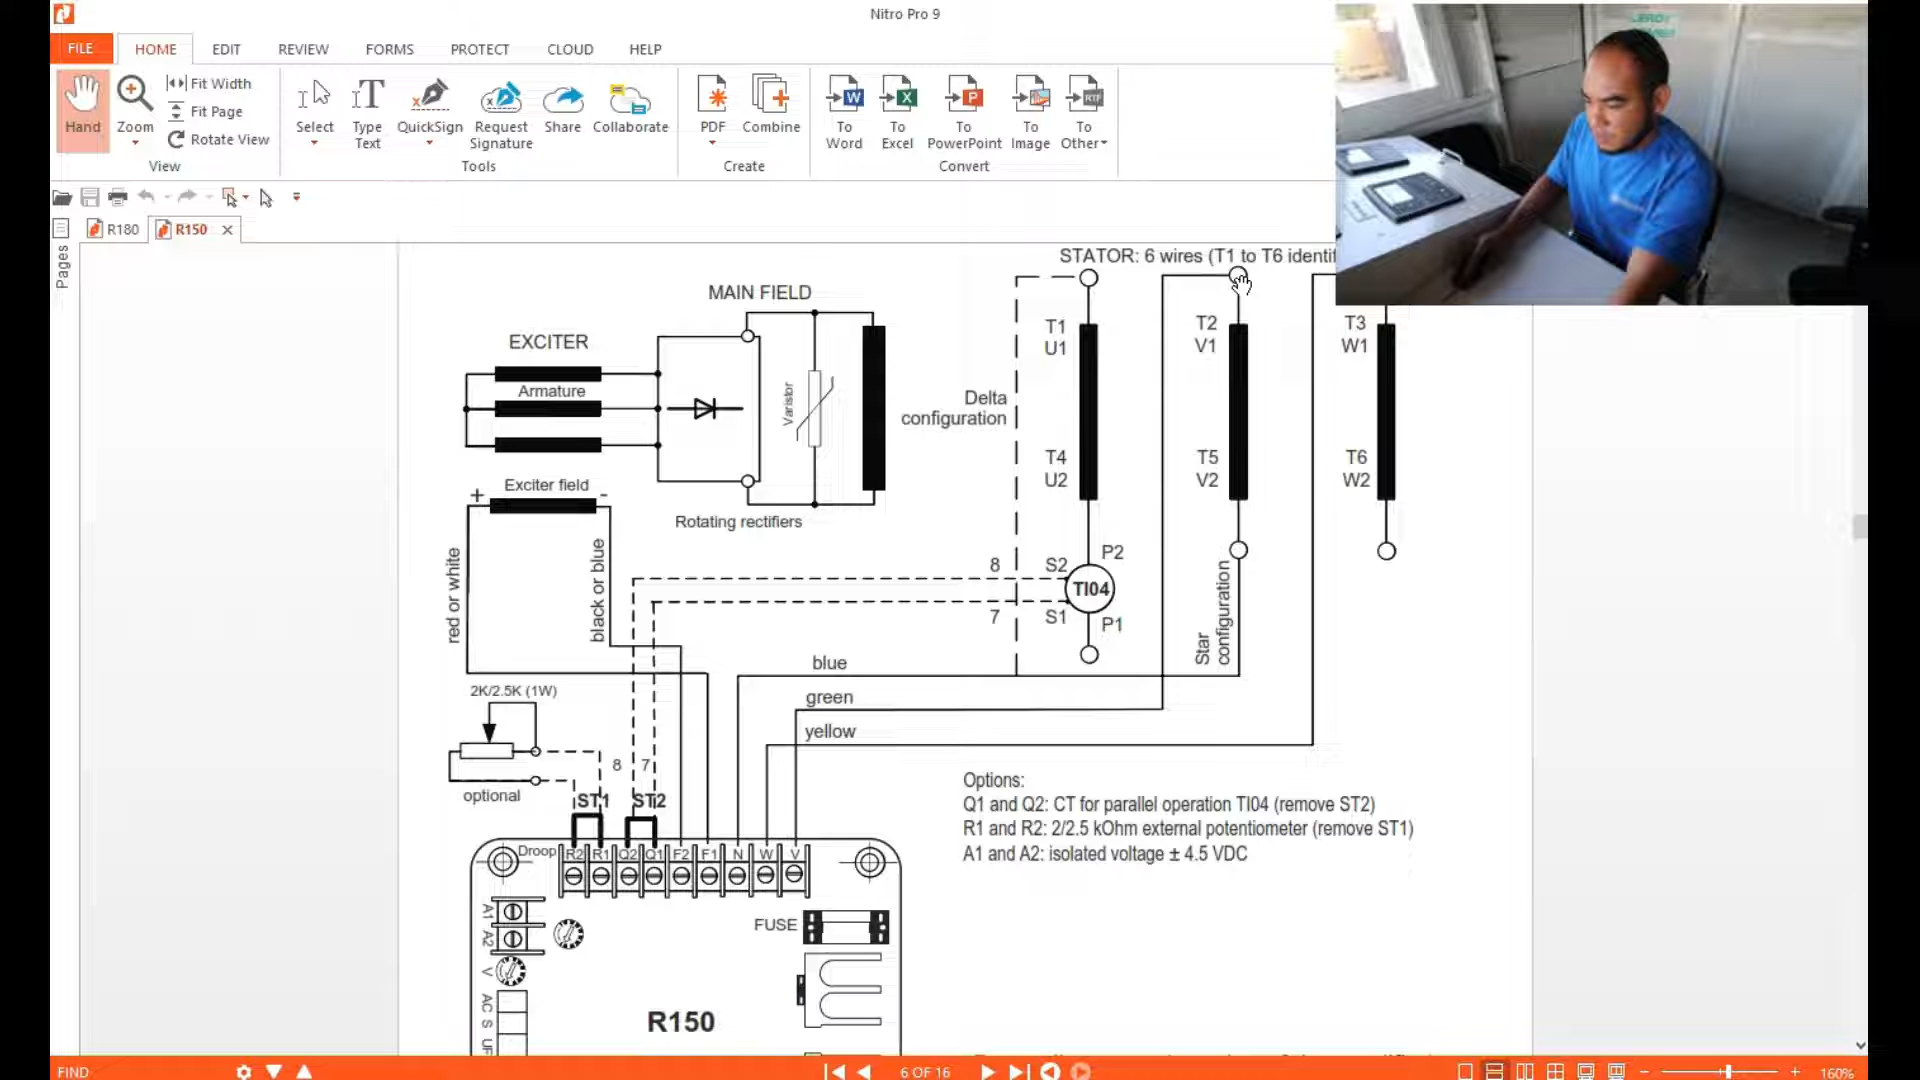 Nitro Pro 9
FILE HOME EDIT REVIEW FORMS PROTECT CLOUD HELP
Hand
Zoom
Fit Width
Fit Page
Rotate View
View
Select
Type Text
QuickSign
Request Signature
Share
Collaborate
Tools
PDF
Combine
Create
To Word
To Excel
To PowerPoint
To Image
To Other
Convert
R180
R150
Pages
STATOR: 6 wires (T1 to T6 identif
MAIN FIELD
EXCITER
Armature
Varistor
Exciter field
+ -
Rotating rectifiers
Delta
configuration
T1
U1
T4
U2
T2
V1
T5
V2
T3
W1
T6
W2
P2
8 S2
TI04
7 S1
P1
red or white
black or blue
Star
configuration
blue
green
yellow
2K/2.5K (1W)
optional
8 7
ST1 ST2
Options:
Q1 and Q2: CT for parallel operation TI04 (remove ST2)
R1 and R2: 2/2.5 kOhm external potentiometer (remove ST1)
A1 and A2: isolated voltage ± 4.5 VDC
Droop R2 R1 Q2 Q1 F2 F1 N W V
A1
A2
V
AC
S
UF
FUSE
R150
FIND
6 OF 16
160%